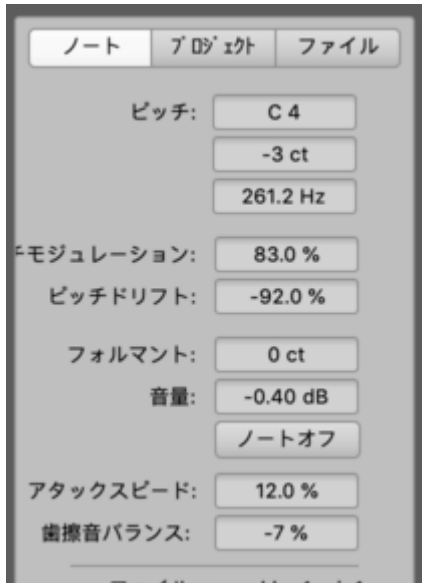 ノート プロジェクト ファイル
ピッチ: C 4
-3 ct
261.2 Hz
チモジュレーション: 83.0 %
ピッチドリフト: -92.0 %
フォルマント: 0 ct
音量: -0.40 dB
ノートオフ
アタックスピード: 12.0 %
歯擦音バランス: -7 %